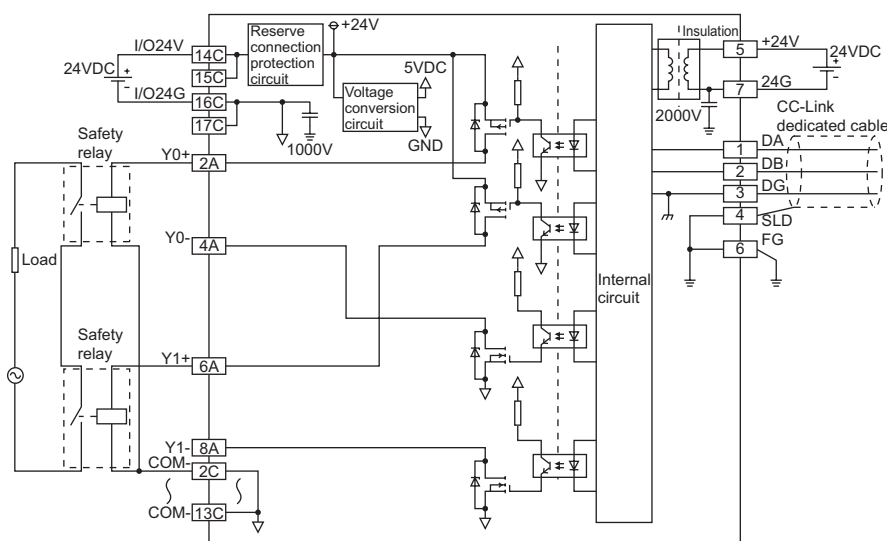 I/O24V
24VDC
I/O24G
14C
15C
16C
17C
Reserve
connection
protection
circuit
+24V
5VDC
Voltage
conversion
circuit
GND
1000V
Insulation
2000V
5
+24V
24VDC
7
24G
CC-Link
dedicated cable
1
DA
2
DB
3
DG
4
SLD
6
FG
Safety
relay
Y0+
2A
Y0-
4A
Load
Internal
circuit
Safety
relay
Y1+
6A
Y1-
8A
COM-
2C
COM-
13C